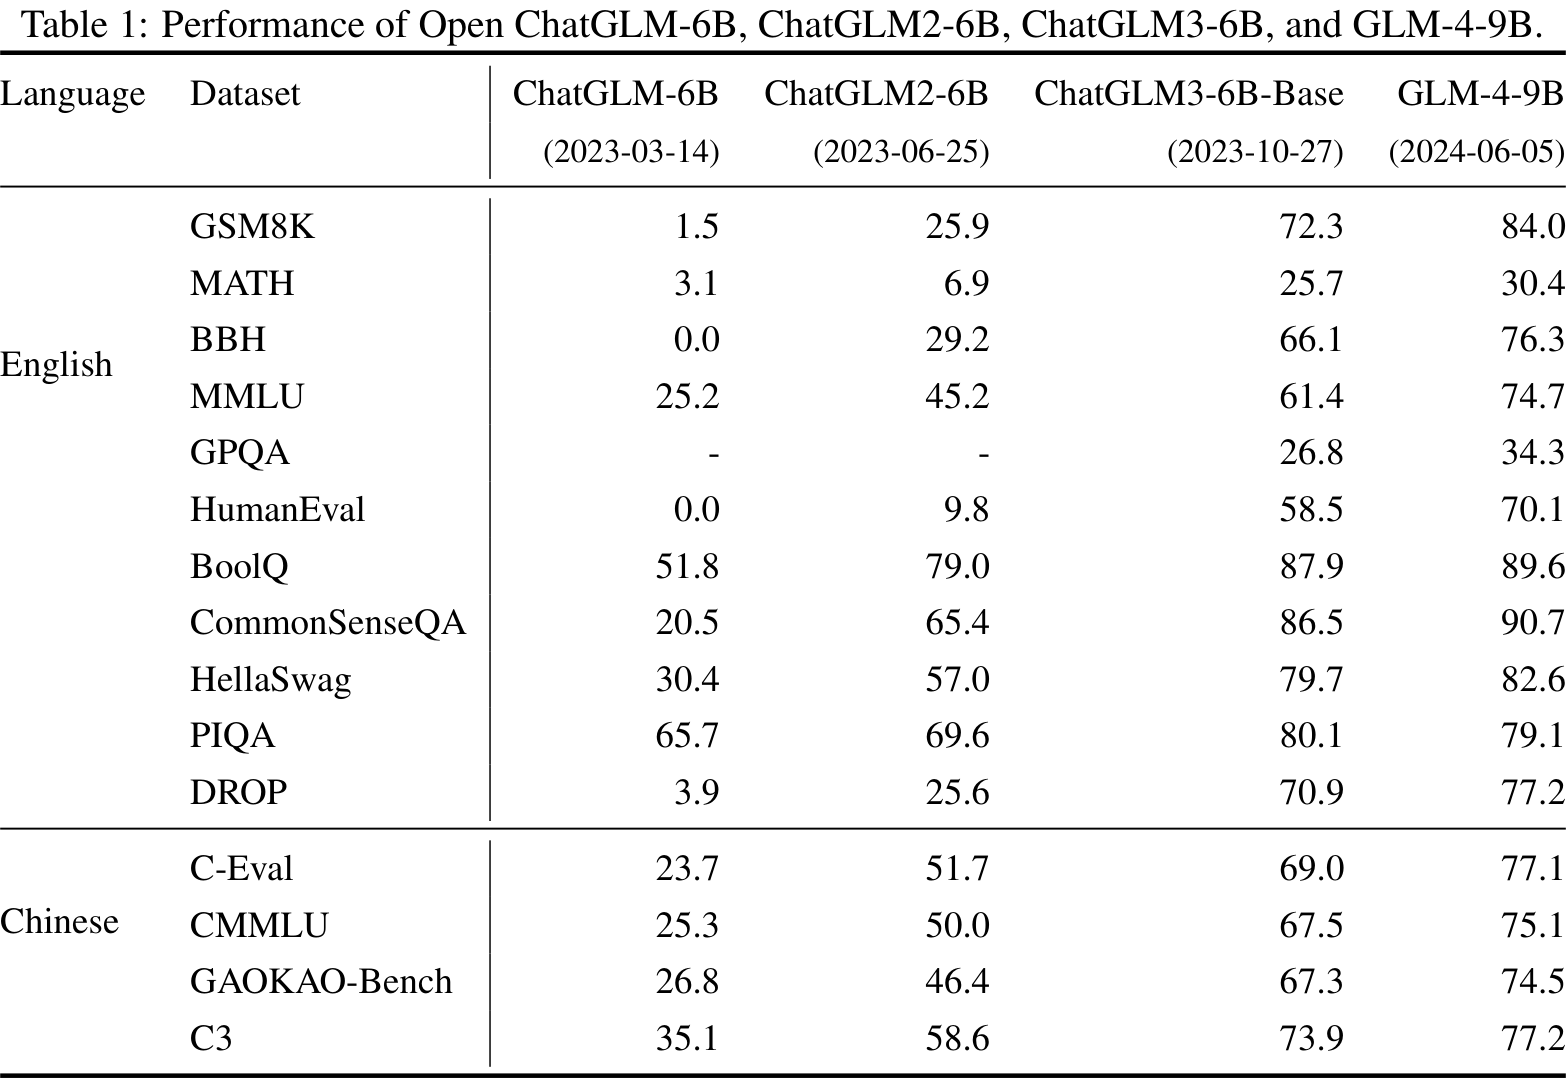 Table 1: Performance of Open ChatGLM-6B, ChatGLM2-6B, ChatGLM3-6B, and GLM-4-9B.
Language Dataset ChatGLM-6B ChatGLM2-6B ChatGLM3-6B-Base GLM-4-9B
(2023-03-14) (2023-06-25) (2023-10-27) (2024-06-05)
GSM8K 1.5 25.9 72.3 84.0
MATH 3.1 6.9 25.7 30.4
BBH 0.0 29.2 66.1 76.3
English
MMLU 25.2 45.2 61.4 74.7
GPQA - - 26.8 34.3
HumanEval 0.0 9.8 58.5 70.1
BoolQ 51.8 79.0 87.9 89.6
CommonSenseQA 20.5 65.4 86.5 90.7
HellaSwag 30.4 57.0 79.7 82.6
PIQA 65.7 69.6 80.1 79.1
DROP 3.9 25.6 70.9 77.2
C-Eval 23.7 51.7 69.0 77.1
Chinese CMMLU 25.3 50.0 67.5 75.1
GAOKAO-Bench 26.8 46.4 67.3 74.5
C3 35.1 58.6 73.9 77.2